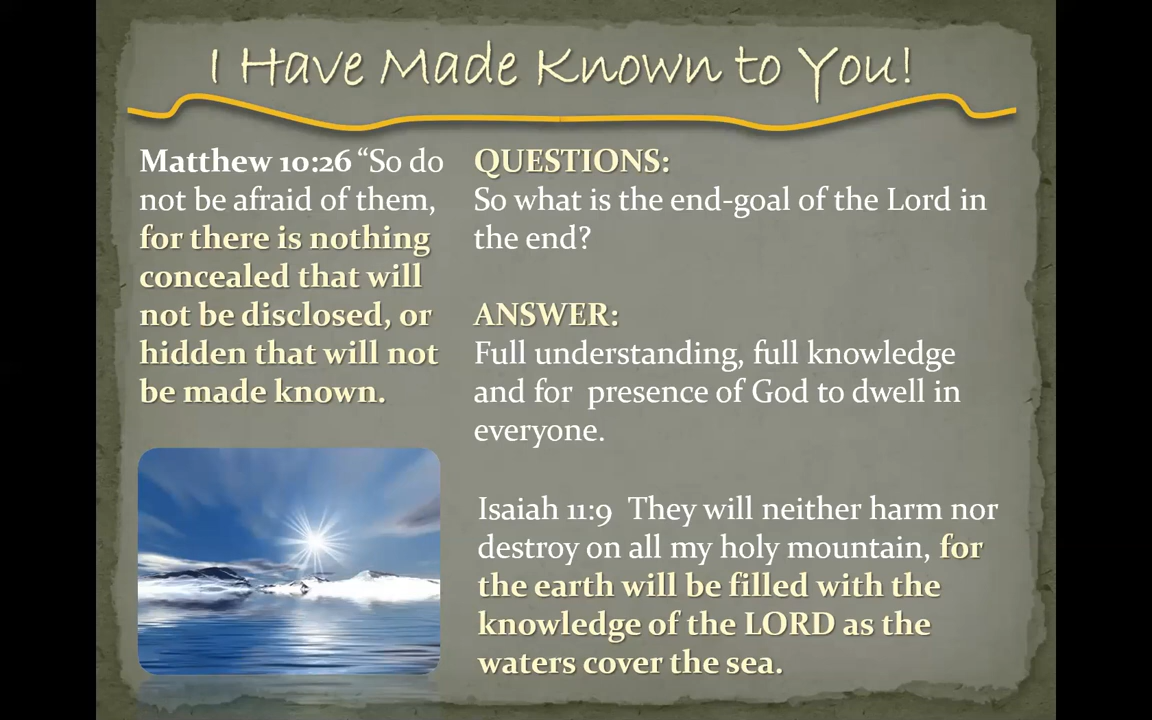 I Have Made Known to You!
Matthew 10:26 “So do
not be afraid of them,
for there is nothing
concealed that will
not be disclosed, or
hidden that will not
be made known.
QUESTIONS:
So what is the end-goal of the Lord in
the end?
ANSWER:
Full understanding, full knowledge
and for  presence of God to dwell in
everyone.
Isaiah 11:9  They will neither harm nor
destroy on all my holy mountain, for
the earth will be filled with the
knowledge of the LORD as the
waters cover the sea.